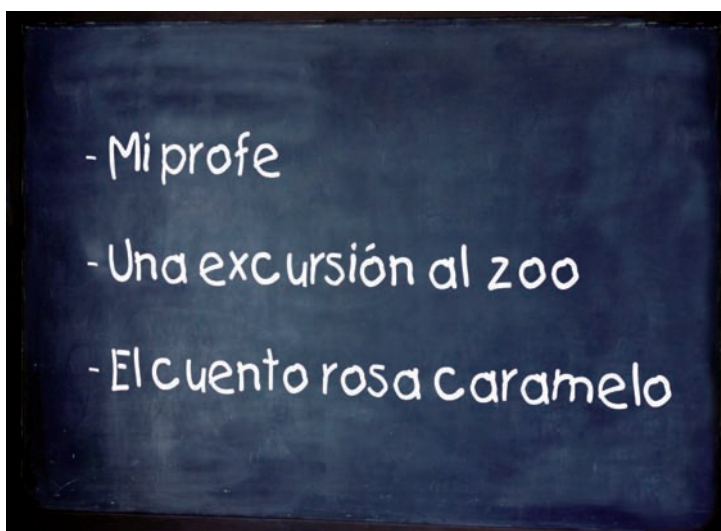 - Mi profe
- Una excursión al zoo
- El cuento rosa caramelo